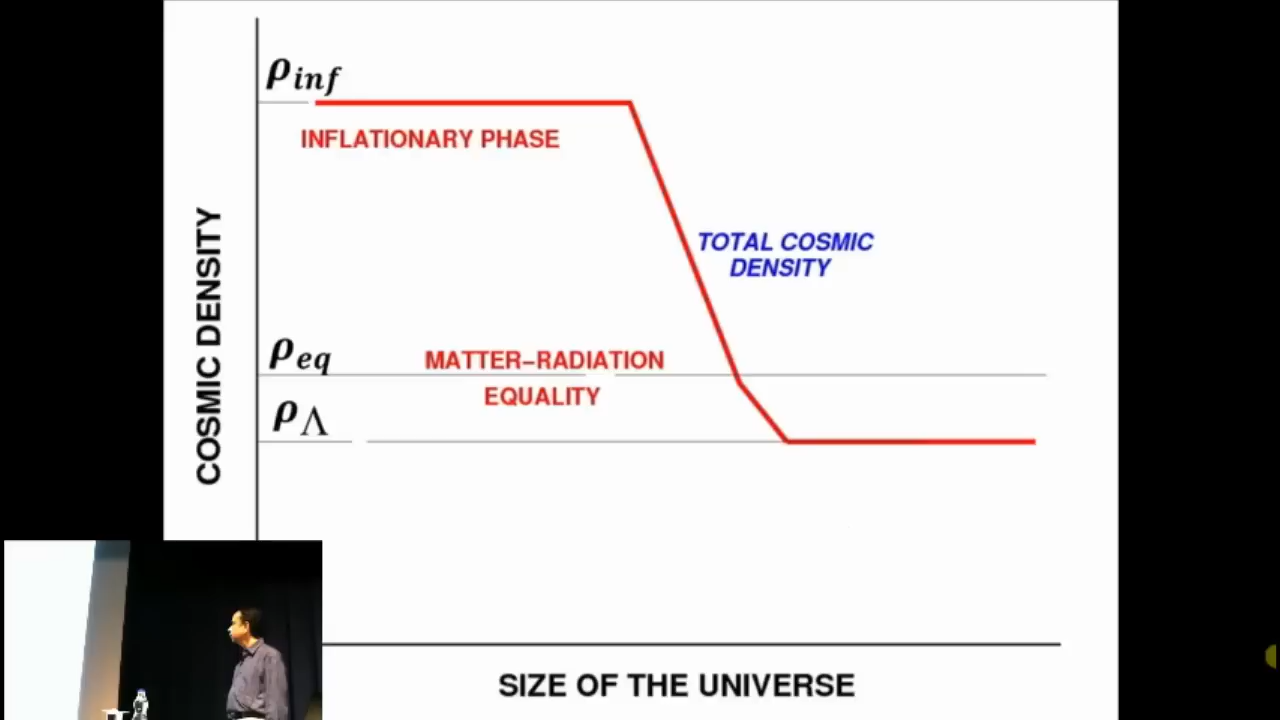 ρinf
INFLATIONARY PHASE
TOTAL COSMIC
DENSITY
COSMIC DENSITY
ρeq
MATTER–RADIATION
EQUALITY
ρΛ
SIZE OF THE UNIVERSE